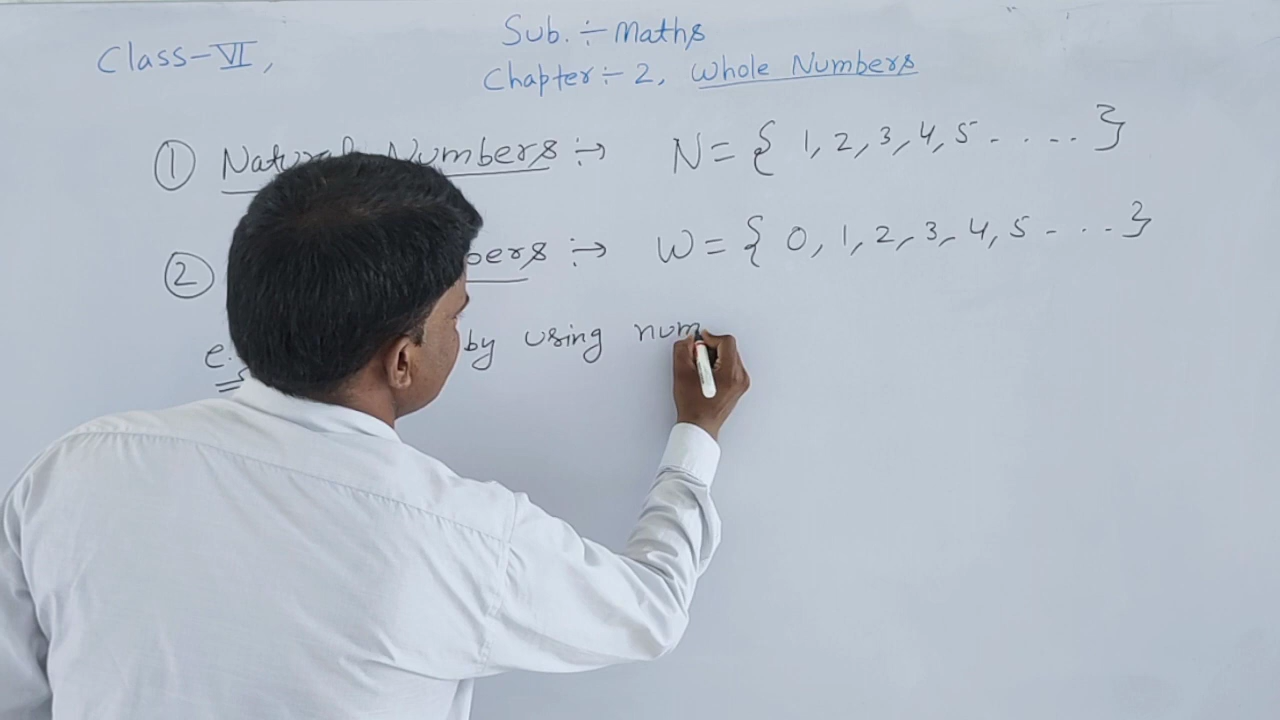 Class-VI,
Sub. ÷ Maths
Chapter ÷ 2, Whole Numbers
① Natural Numbers ÷→ N = { 1, 2, 3, 4, 5 - . . . . }
② ÷→ W = { 0, 1, 2, 3, 4, 5 - . . . }
by using num